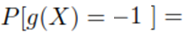 P[g(X) = −1 ] =